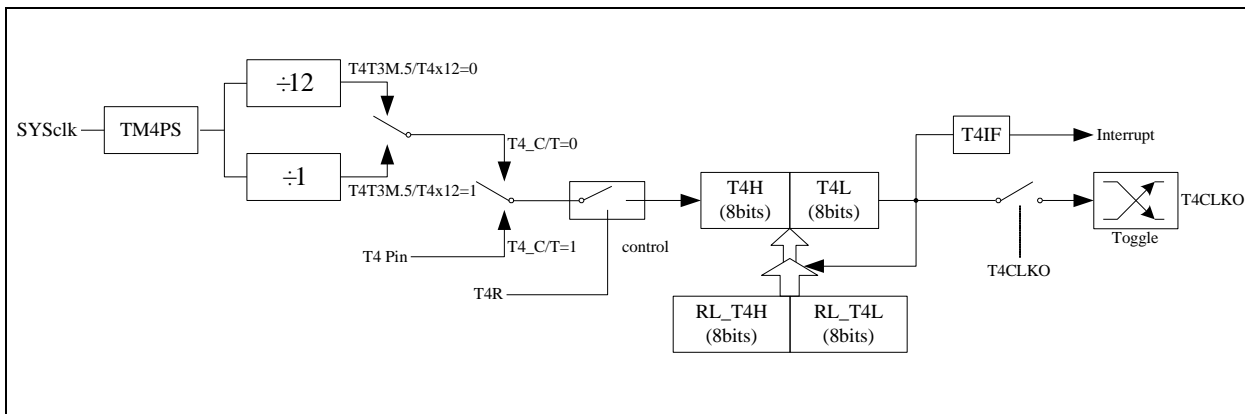 T4T3M.5/T4x12=0
÷12
SYSclk
TM4PS
T4_C/T=0
T4IF
Interrupt
÷1
T4T3M.5/T4x12=1
T4H
(8bits)
T4L
(8bits)
T4CLKO
Toggle
T4 Pin
T4_C/T=1
control
T4CLKO
T4R
RL_T4H
(8bits)
RL_T4L
(8bits)